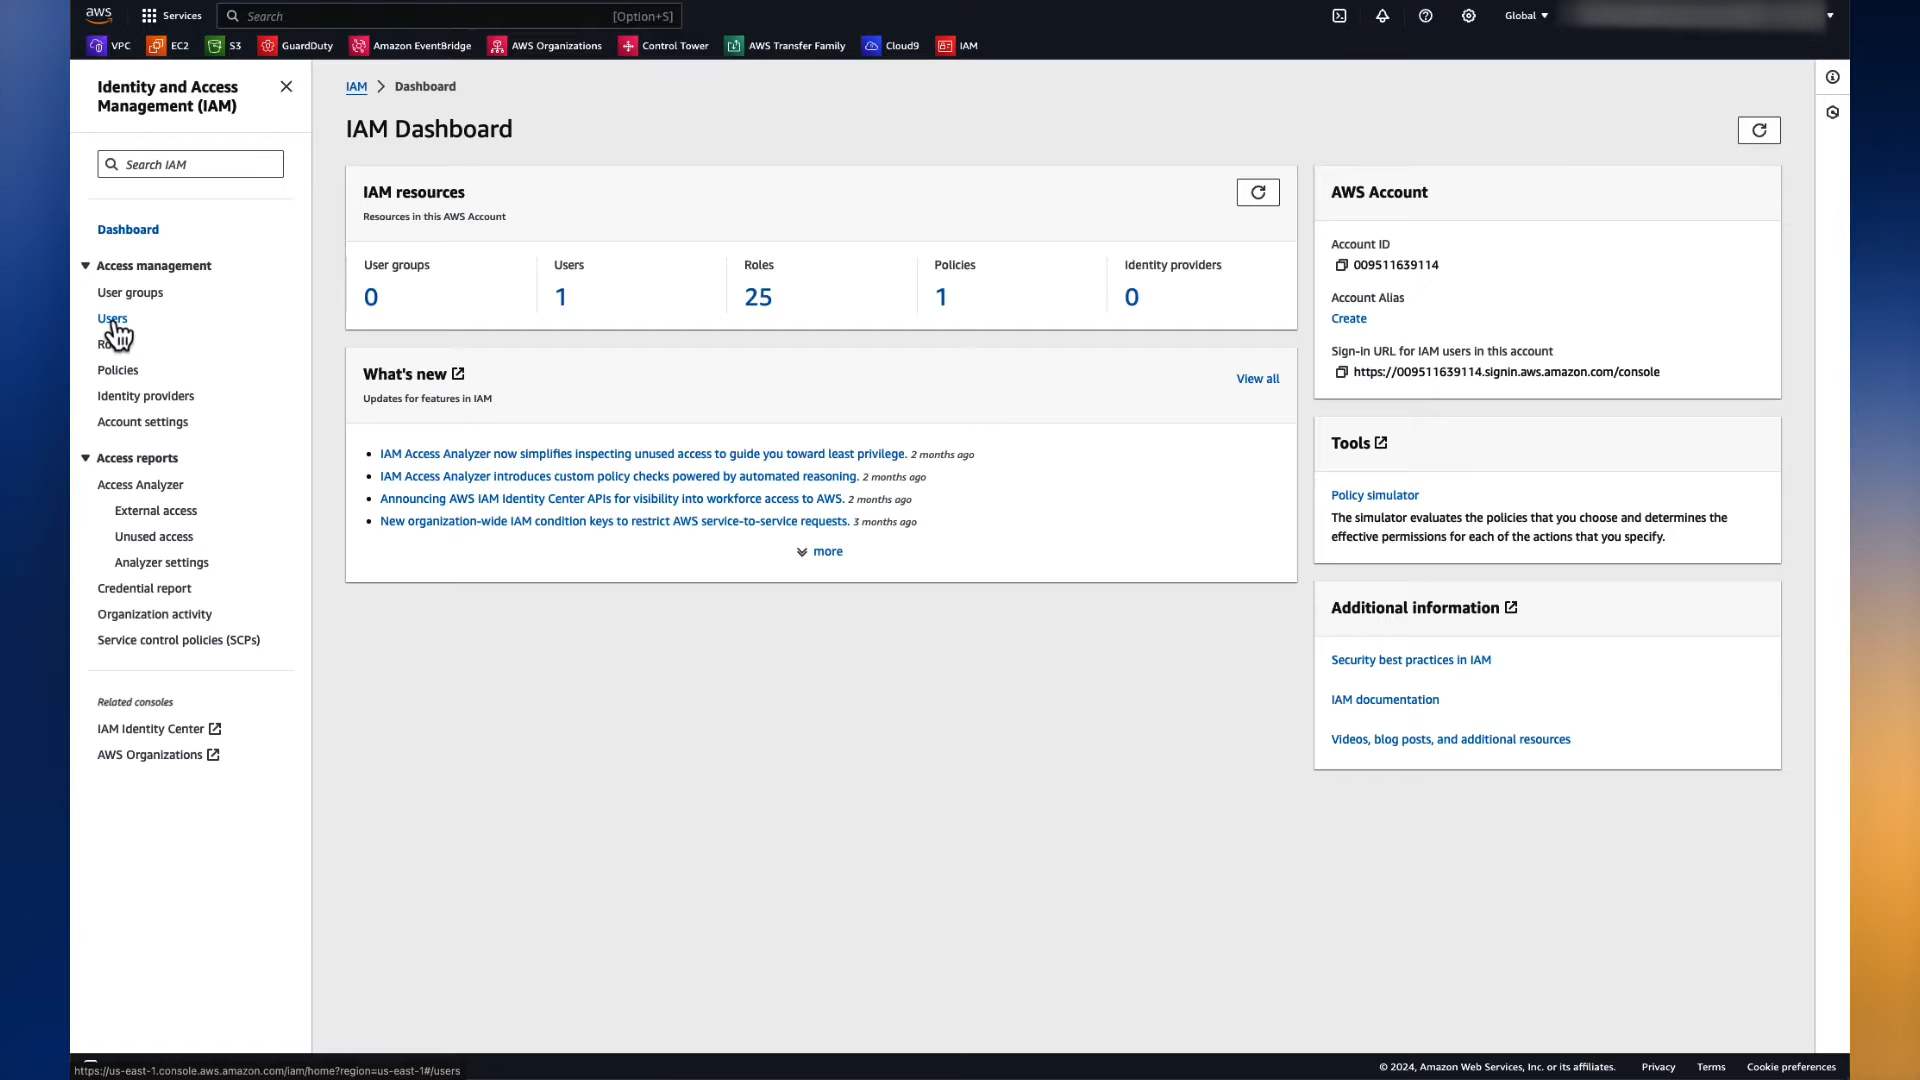 aws
Services
Search
[Option+S]
Global
VPC
EC2
S3
GuardDuty
Amazon EventBridge
AWS Organizations
Control Tower
AWS Transfer Family
Cloud9
IAM
Identity and Access
Management (IAM)
Search IAM
Dashboard
Access management
User groups
Users
Policies
Identity providers
Account settings
Access reports
Access Analyzer
External access
Unused access
Analyzer settings
Credential report
Organization activity
Service control policies (SCPs)
Related consoles
IAM Identity Center
AWS Organizations
IAM > Dashboard
IAM Dashboard
IAM resources
Resources in this AWS Account
User groups
0
Users
1
Roles
25
Policies
1
Identity providers
0
What's new
View all
Updates for features in IAM
IAM Access Analyzer now simplifies inspecting unused access to guide you toward least privilege. 2 months ago
IAM Access Analyzer introduces custom policy checks powered by automated reasoning. 2 months ago
Announcing AWS IAM Identity Center APIs for visibility into workforce access to AWS. 2 months ago
New organization-wide IAM condition keys to restrict AWS service-to-service requests. 3 months ago
more
AWS Account
Account ID
009511639114
Account Alias
Create
Sign-in URL for IAM users in this account
https://009511639114.signin.aws.amazon.com/console
Tools
Policy simulator
The simulator evaluates the policies that you choose and determines the
effective permissions for each of the actions that you specify.
Additional information
Security best practices in IAM
IAM documentation
Videos, blog posts, and additional resources
https://us-east-1.console.aws.amazon.com/iam/home?region=us-east-1#/users
© 2024, Amazon Web Services, Inc. or its affiliates.
Privacy
Terms
Cookie preferences